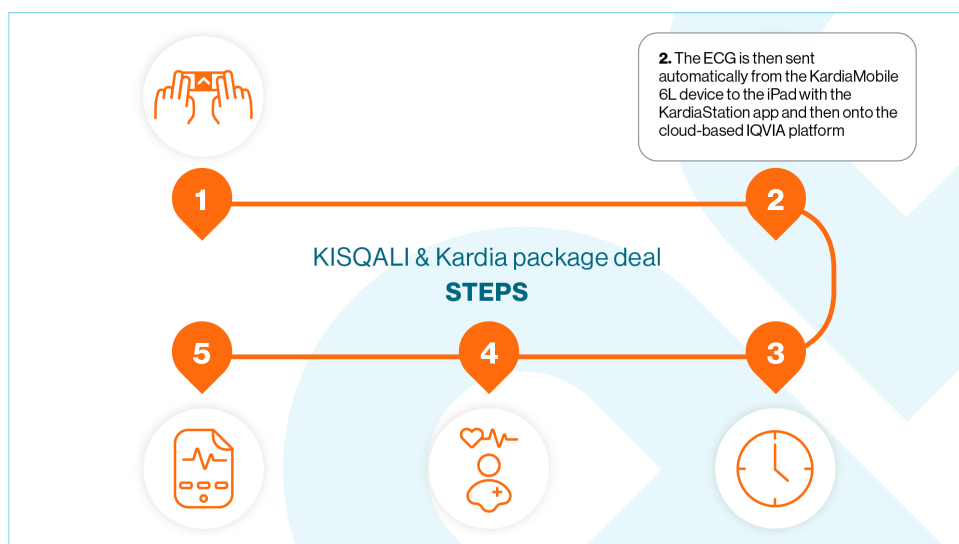 2. The ECG is then sent
automatically from the KardiaMobile
6L device to the iPad with the
KardiaStation app and then onto the
cloud-based IQVIA platform
1
2
KISQALI & Kardia package deal
STEPS
5
4
3